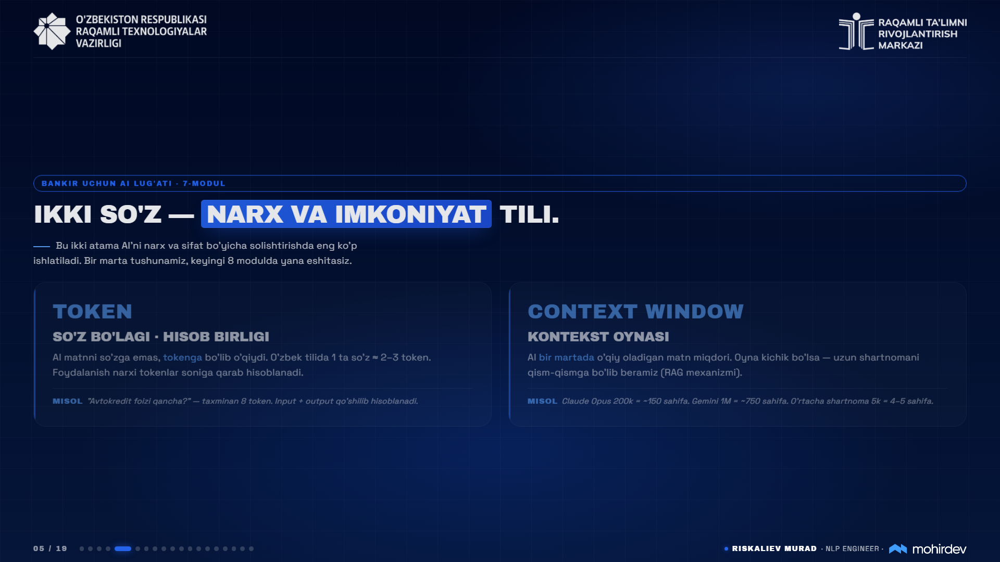 O'ZBEKISTON RESPUBLIKASI
RAQAMLI TEXNOLOGIYALAR
VAZIRLIGI
RAQAMLI TA'LIMNI
RIVOJLANTIRISH
MARKAZI
BANKIR UCHUN AI LUG'ATI · 7-MODUL
IKKI SO'Z — NARX VA IMKONIYAT TILI.
— Bu ikki atama AI’ni narx va sifat bo’yicha solishtirishda eng ko’p
ishlatiladi. Bir marta tushunamiz, keyingi 8 modulda yana eshitasiz.
TOKEN
SO'Z BO'LAGI · HISOB BIRLIGI
AI matnni so’zga emas, tokenga bo’lib o’qiydi. O’zbek tilida 1 ta so’z ≈ 2–3 token.
Foydalanish narxi tokenlar soniga qarab hisoblanadi.
MISOL ”Avtokredit foizi qancha?” — taxminan 8 token. Input + output qo’shilib hisoblanadi.
CONTEXT WINDOW
KONTEKST OYNASI
AI bir martada o’qiy oladigan matn miqdori. Oyna kichik bo’lsa — uzun shartnomani
qism-qismga bo’lib beramiz (RAG mexanizmi).
MISOL Claude Opus 200k = ~150 sahifa. Gemini 1M = ~750 sahifa. O’rtacha shartnoma 5k = 4–5 sahifa.
05 / 19
RISKALIEV MURAD · NLP ENGINEER · mohirdev